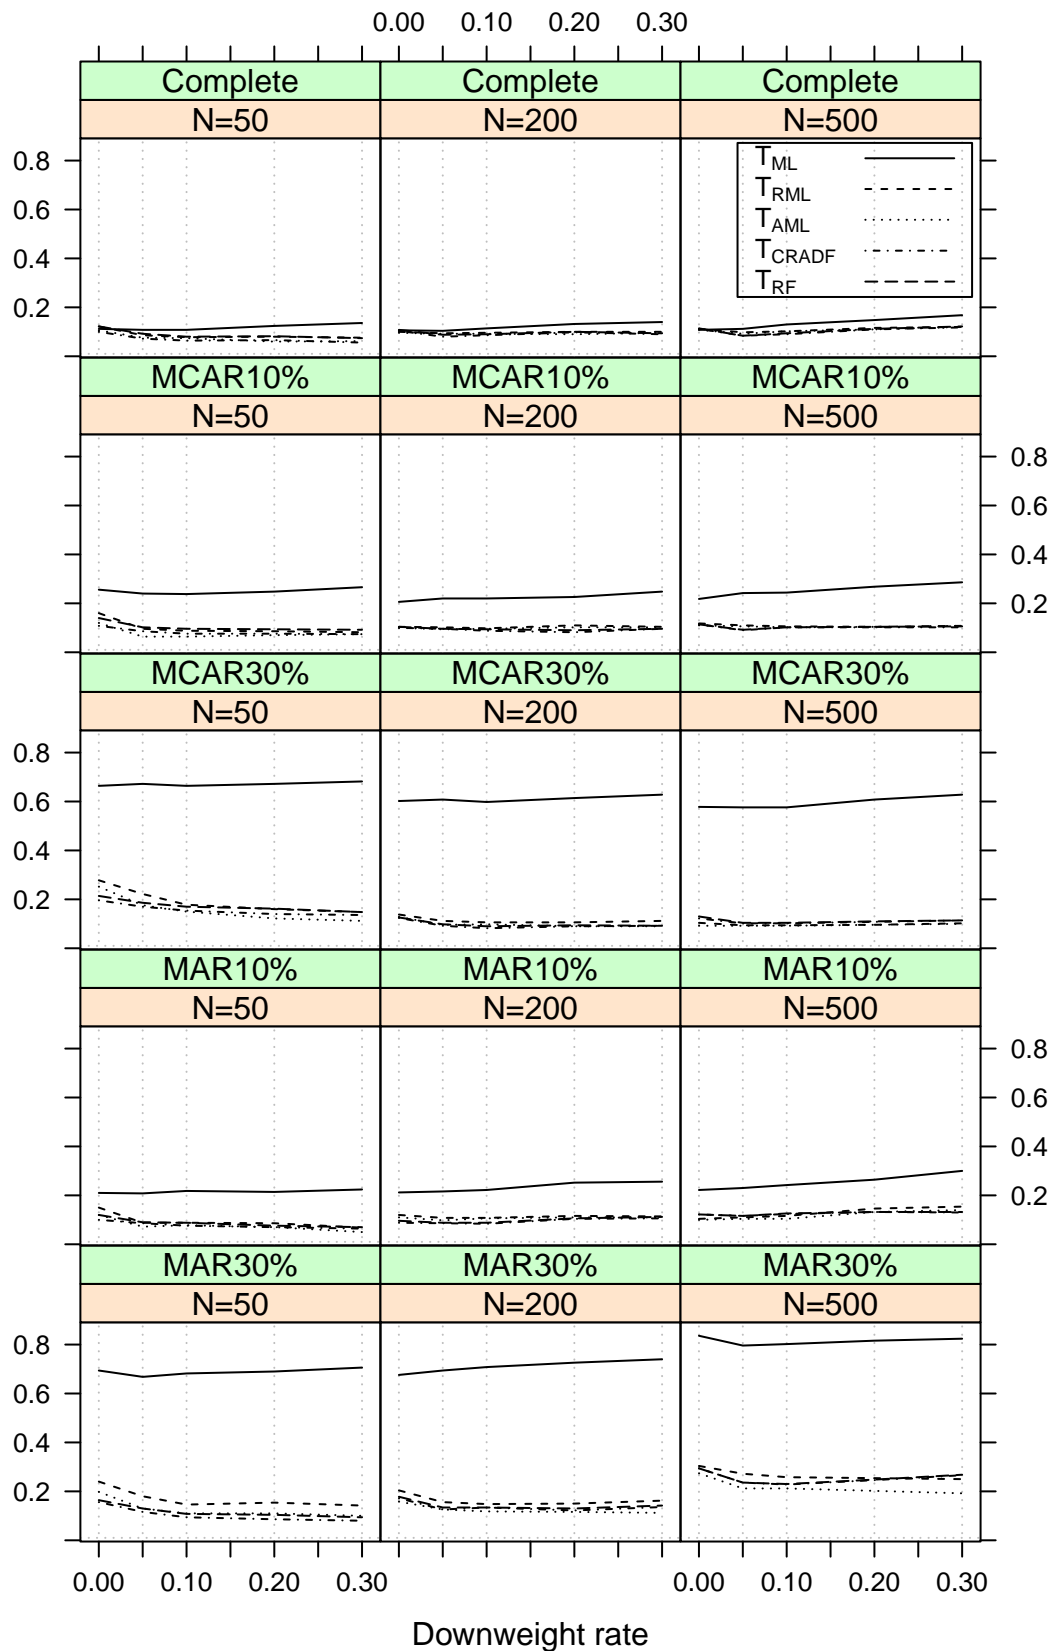 0.00 0.10 0.20 0.30
Complete Complete Complete
N=50 N=200 N=500
0.8
0.6
0.4
0.2
T_ML
T_RML
T_AML
T_CRADF
T_RF
MCAR10% MCAR10% MCAR10%
N=50 N=200 N=500
0.8
0.6
0.4
0.2
MCAR30% MCAR30% MCAR30%
N=50 N=200 N=500
0.8
0.6
0.4
0.2
MAR10% MAR10% MAR10%
N=50 N=200 N=500
0.8
0.6
0.4
0.2
MAR30% MAR30% MAR30%
N=50 N=200 N=500
0.8
0.6
0.4
0.2
0.00 0.10 0.20 0.30 0.00 0.10 0.20 0.30
Downweight rate